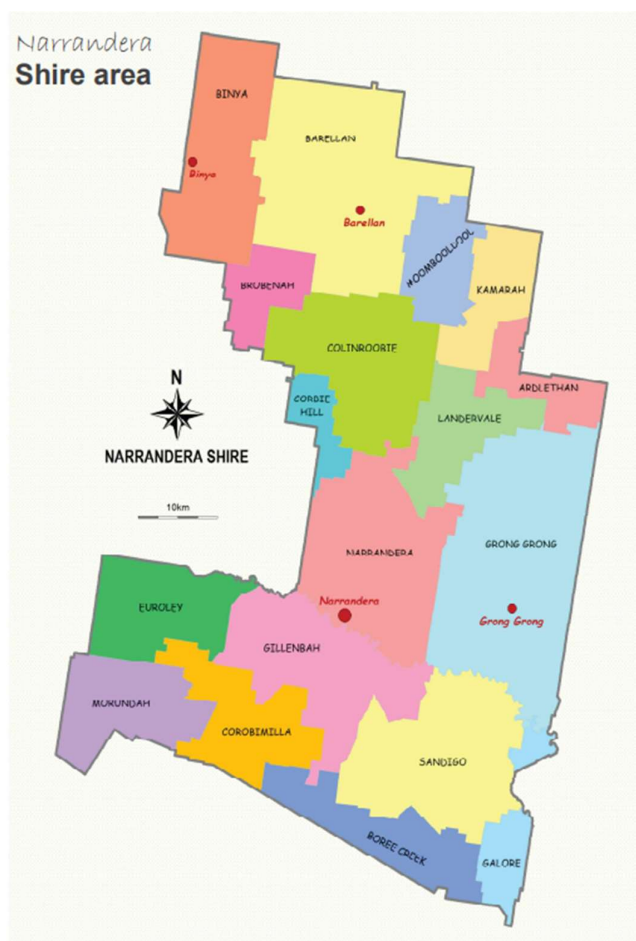 Narrandera
Shire area
BINYA
BARELLAN
Binya
Barellan
MOOMBOOLDOOL
KAMARAH
BRUBENAH
COLINROOBIE
ARDLETHAN
CORBIE
HILL
LANDERVALE
N
NARRANDERA SHIRE
10km
NARRANDERA
GRONG GRONG
Narrandera
Grong Grong
EUROLEY
GILLENBAH
MURUNDAH
COROBIMILLA
SANDIGO
BOREE CREEK
GALORE